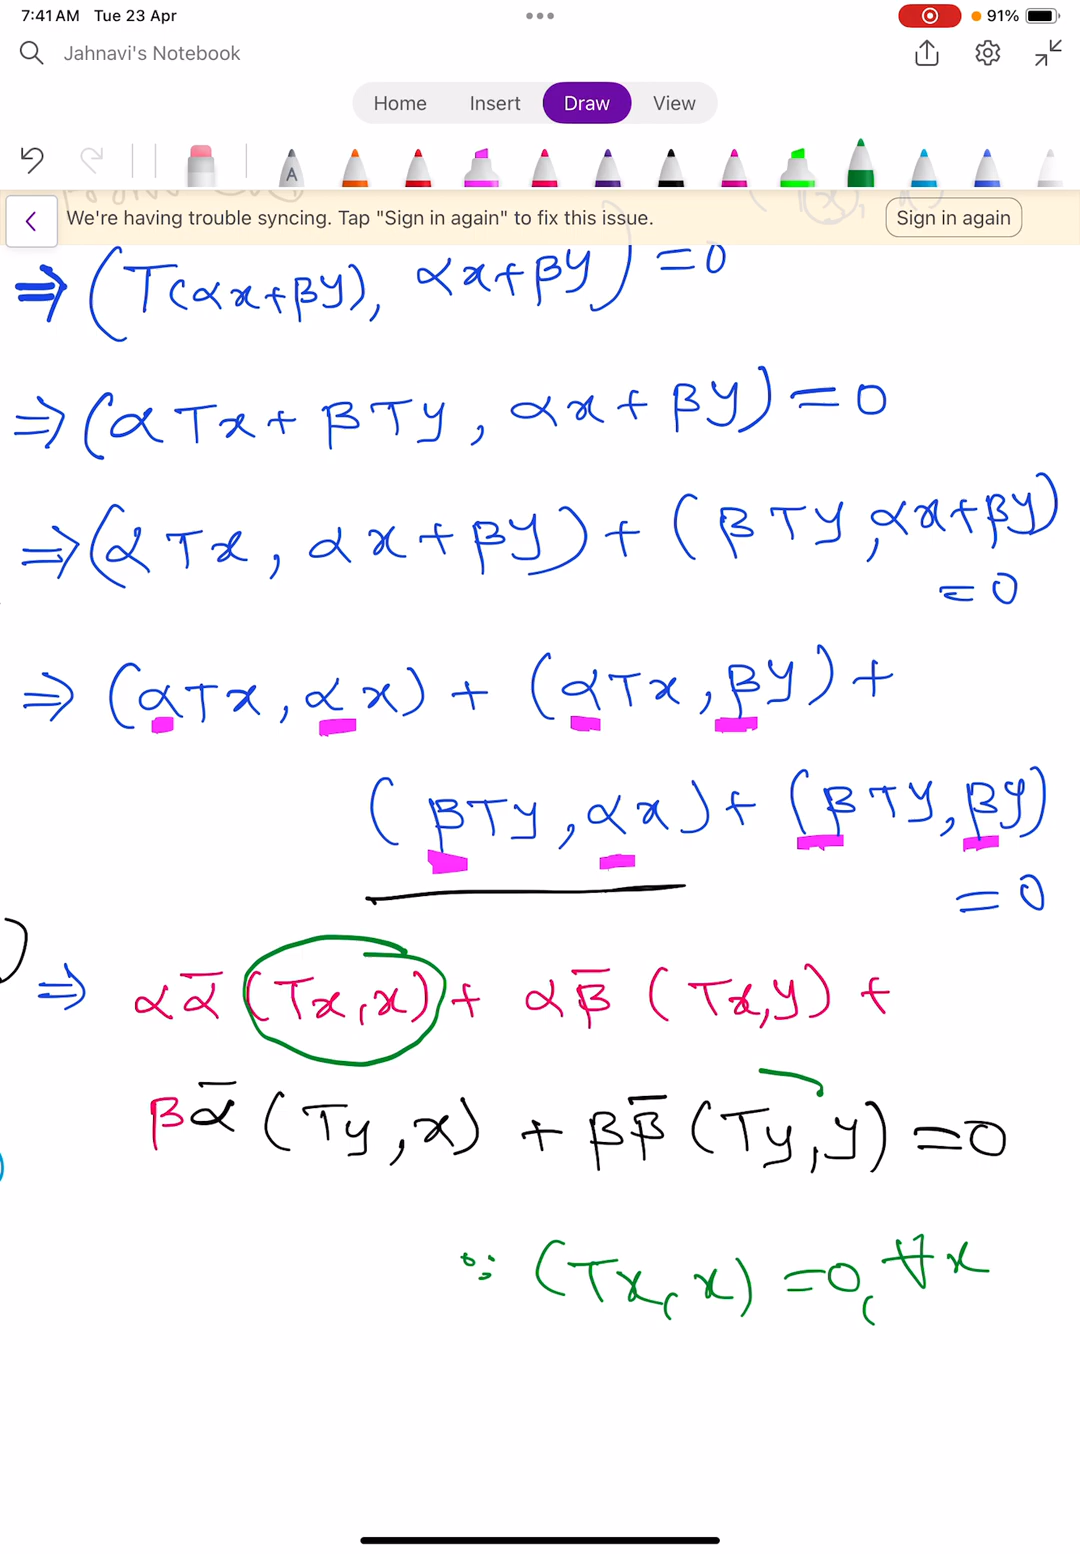 7:41 AM Tue 23 Apr
91%
Jahnavi's Notebook
Home Insert Draw View
A
We're having trouble syncing. Tap "Sign in again" to fix this issue.
Sign in again
⇒ (T(αx+βy), αx+βy) = 0
⇒ (αTx + βTy, αx + βy) = 0
⇒ (αTx, αx + βy) + (βTy, αx+βy)
= 0
⇒ (αTx, αx) + (αTx, βy) +
(βTy, αx) + (βTy, βy)
= 0
⇒ αᾱ (Tx, x) + αβ̄ (Tx, y) +
βᾱ (Ty, x) + ββ̄ (Ty, y) = 0
∵ (Tx, x) = 0, ∀ x